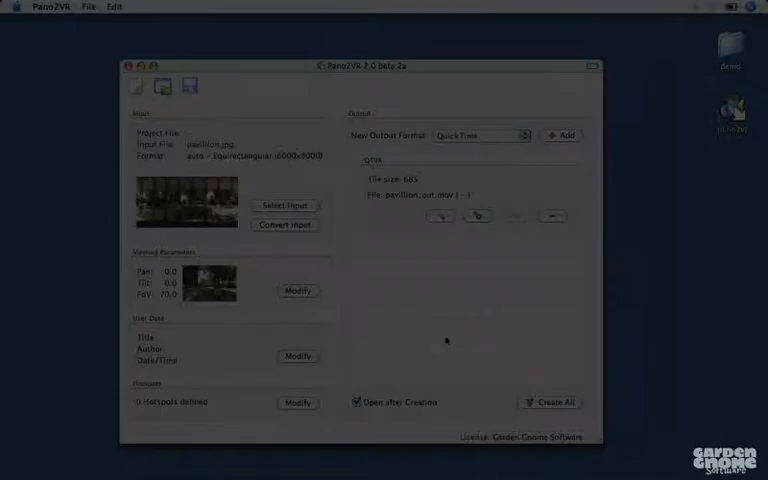 Pano2VR File Edit
Pano2VR 2.0 beta 2a
demo
pano2vr
Input
Project File: --
Input File pavillion.jpg
Format: auto - Equirectangular (6000x3000)
Select Input
Convert Input
Viewing Parameters
Pan: 0.0
Tilt: 0.0
FoV 70.0
Modify
User Data
Title
Author
Date/Time
Modify
Hotspots
0 Hotspots defined
Modify
Output
New Output Format: QuickTime
Add
QTVR
Tile size: 685
File: pavillion_out.mov ( - )
Open after Creation
Create All
License: Garden Gnome Software
GARDEN
GNOME
Software